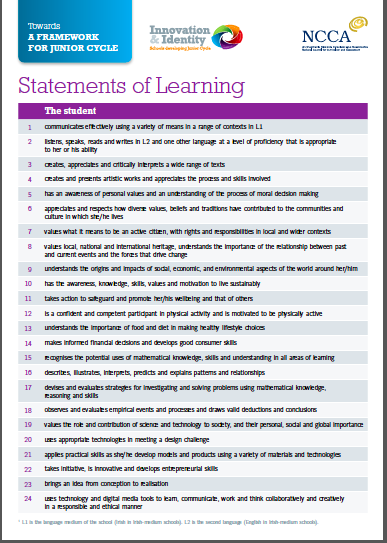 Towards
A FRAMEWORK
FOR JUNIOR CYCLE
Innovation
& Identity
Schools developing Junior Cycle
NCCA
Statements of Learning
The student
1 communicates effectively using a variety of means in a range of contexts in L1
2 listens, speaks, reads and writes in L2 and one other language at a level of proficiency that is appropriate
to her or his ability
3 creates, appreciates and critically interprets a wide range of texts
4 creates and presents artistic works and appreciates the process and skills involved
5 has an awareness of personal values and an understanding of the process of moral decision making
6 appreciates and respects how diverse values, beliefs and traditions have contributed to the communities and
culture in which she/he lives
7 values what it means to be an active citizen, with rights and responsibilities in local and wider contexts
8 values local, national and international heritage, understands the importance of the relationship between past
and current events and the forces that drive change
9 understands the origins and impacts of social, economic, and environmental aspects of the world around her/him
10 has the awareness, knowledge, skills, values and motivation to live sustainably
11 takes action to safeguard and promote her/his wellbeing and that of others
12 is a confident and competent participant in physical activity and is motivated to be physically active
13 understands the importance of food and diet in making healthy lifestyle choices
14 makes informed financial decisions and develops good consumer skills
15 recognises the potential uses of mathematical knowledge, skills and understanding in all areas of learning
16 describes, illustrates, interprets, predicts and explains patterns and relationships
17 devises and evaluates strategies for investigating and solving problems using mathematical knowledge,
reasoning and skills
18 observes and evaluates empirical events and processes and draws valid deductions and conclusions
19 values the role and contribution of science and technology to society, and their personal, social and global importance
20 uses appropriate technologies in meeting a design challenge
21 applies practical skills as she/he develop models and products using a variety of materials and technologies
22 takes initiative, is innovative and develops entrepreneurial skills
23 brings an idea from conception to realisation
24 uses technology and digital media tools to learn, communicate, work and think collaboratively and creatively
in a responsible and ethical manner
* L1 is the language medium of the school (Irish in Irish-medium schools). L2 is the second language (English in Irish-medium schools).